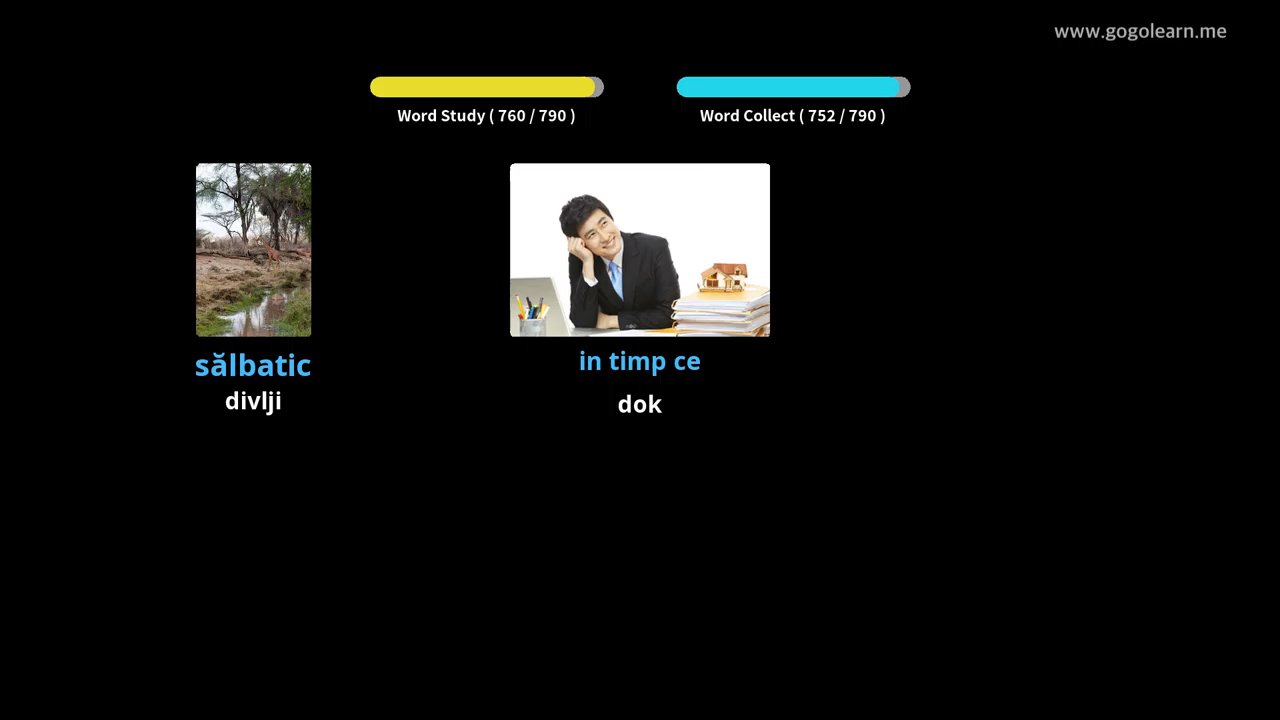 www.gogolearn.me
Word Study ( 760 / 790 )
Word Collect ( 752 / 790 )
sălbatic
divlji
in timp ce
dok